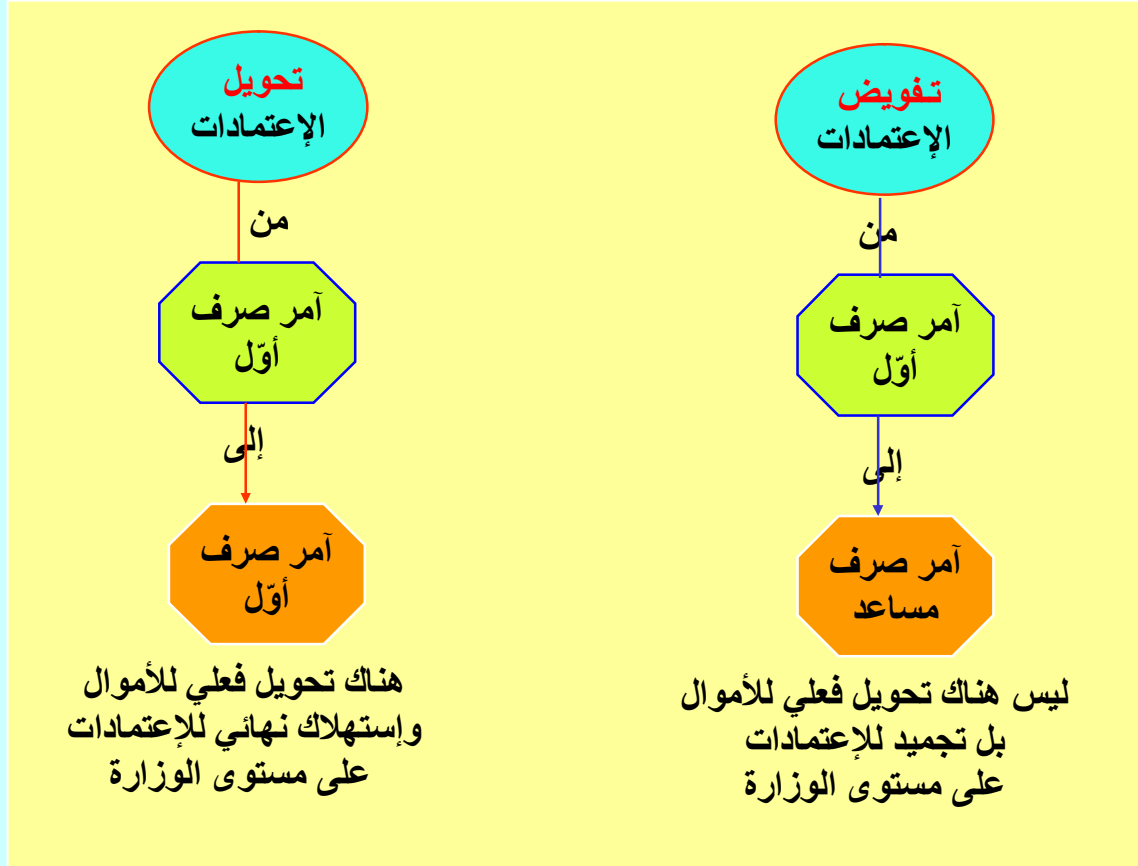 تفويض
الإعتمادات
من
آمر صرف
أوّل
إلى
آمر صرف
مساعد
ليس هناك تحويل فعلي للأموال
بل تجميد للإعتمادات
على مستوى الوزارة
تحويل
الإعتمادات
من
آمر صرف
أوّل
إلى
آمر صرف
أوّل
هناك تحويل فعلي للأموال
وإستهلاك نهائي للإعتمادات
على مستوى الوزارة